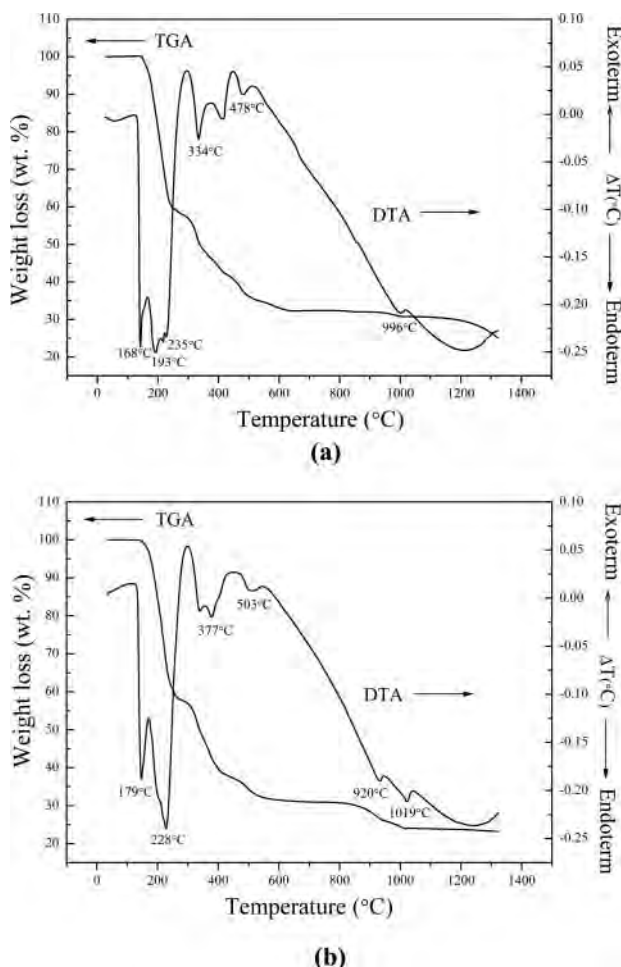 110
100
90
80
70
60
50
40
30
20
Weight loss (wt. %)
TGA
DTA
168°C
193°C
235°C
334°C
478°C
996°C
0.10
0.05
0.00
-0.05
-0.10
-0.15
-0.20
-0.25
Exoterm
ΔT(°C)
Endoterm
0 200 400 600 800 1000 1200 1400
Temperature (°C)
(a)
110
100
90
80
70
60
50
40
30
20
Weight loss (wt. %)
TGA
DTA
179°C
228°C
377°C
503°C
920°C
1019°C
0.10
0.05
0.00
-0.05
-0.10
-0.15
-0.20
-0.25
Exoterm
ΔT(°C)
Endoterm
0 200 400 600 800 1000 1200 1400
Temperature (°C)
(b)